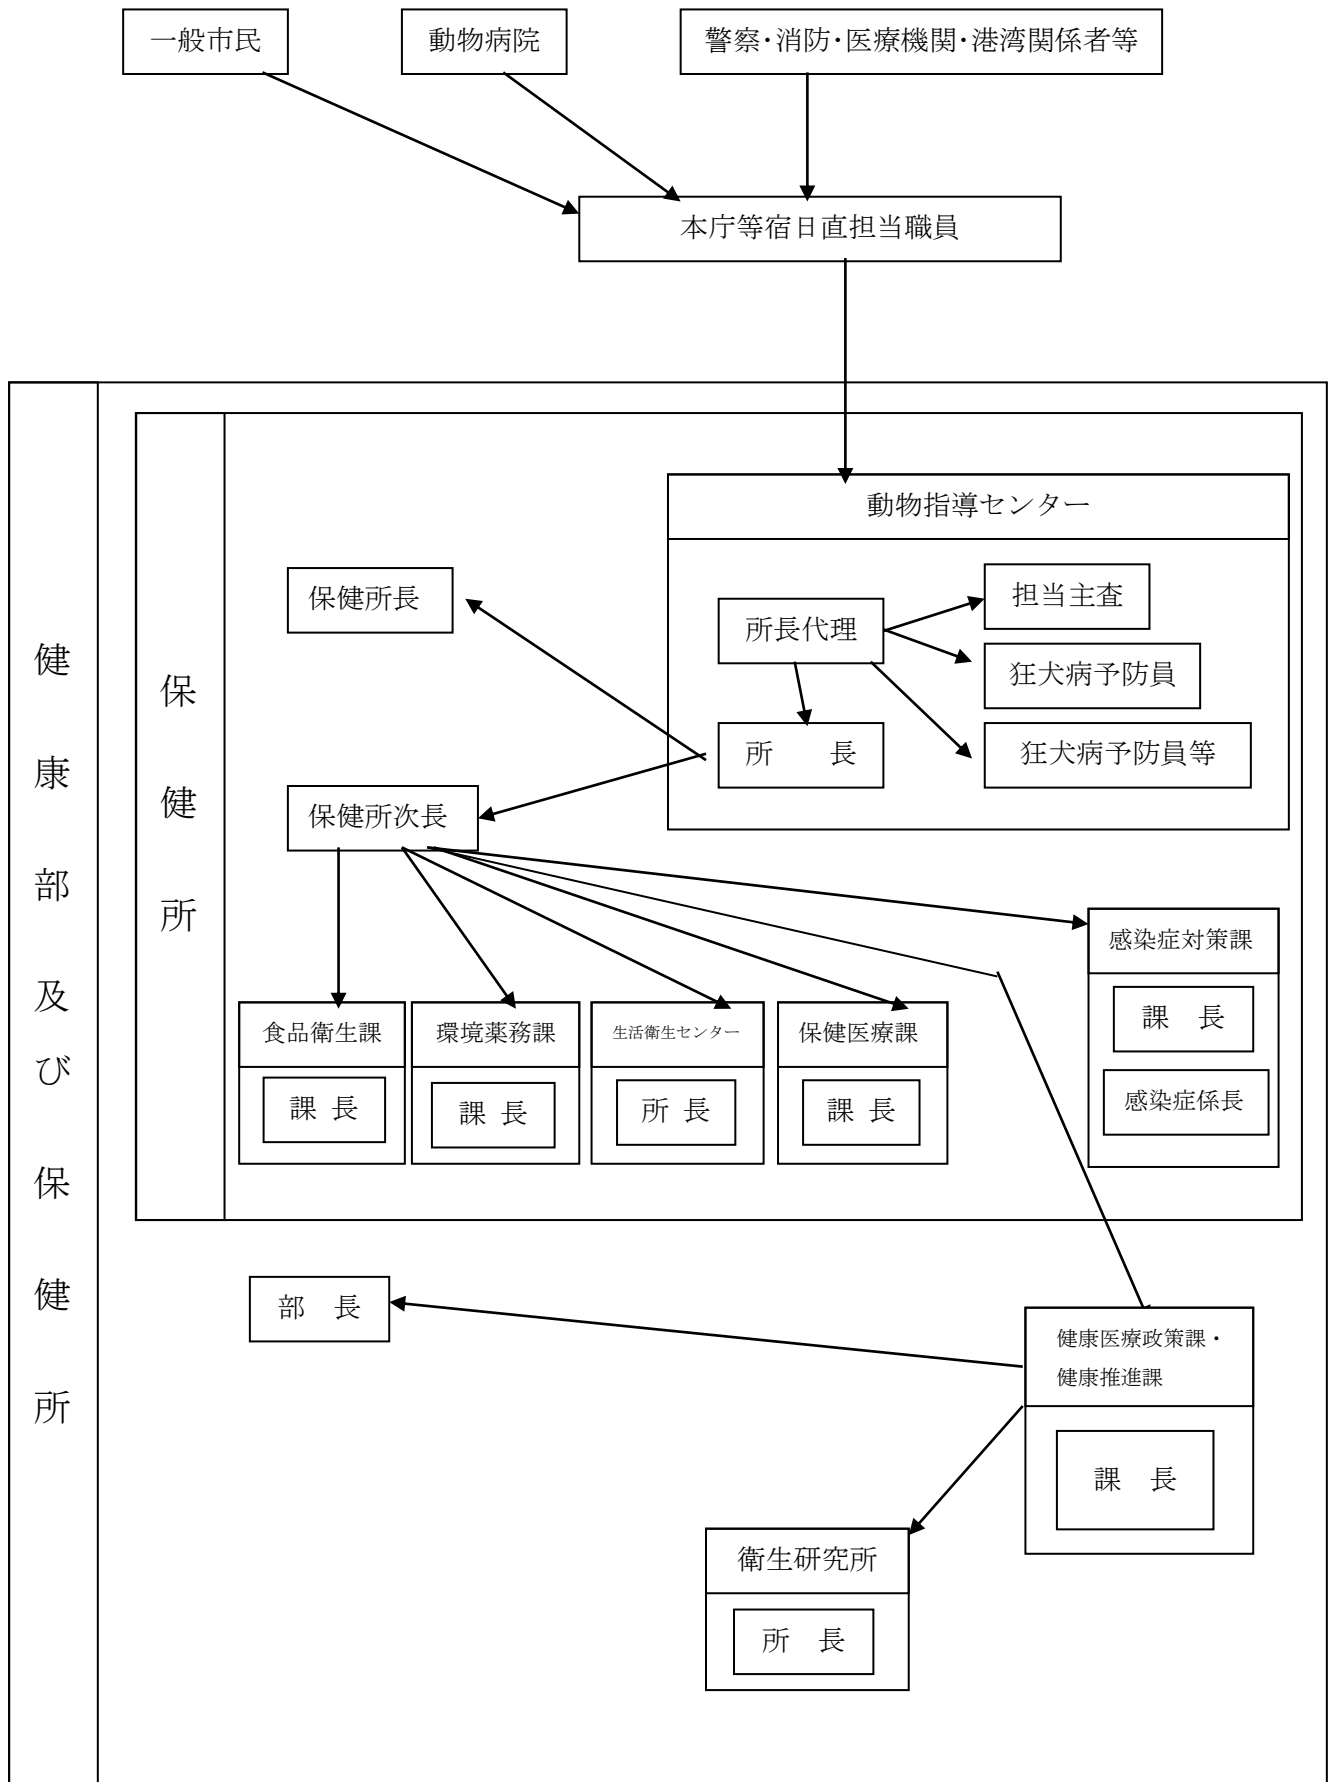 一般市民
動物病院
警察・消防・医療機関・港湾関係者等
本庁等宿日直担当職員
健康部及び保健所
保健所
動物指導センター
所長代理
担当主査
狂犬病予防員
所　　長
狂犬病予防員等
保健所長
保健所次長
感染症対策課
課　長
感染症係長
食品衛生課
課 長
環境薬務課
課 長
生活衛生センター
所 長
保健医療課
課 長
部　長
健康医療政策課・
健康推進課
課　長
衛生研究所
所　長